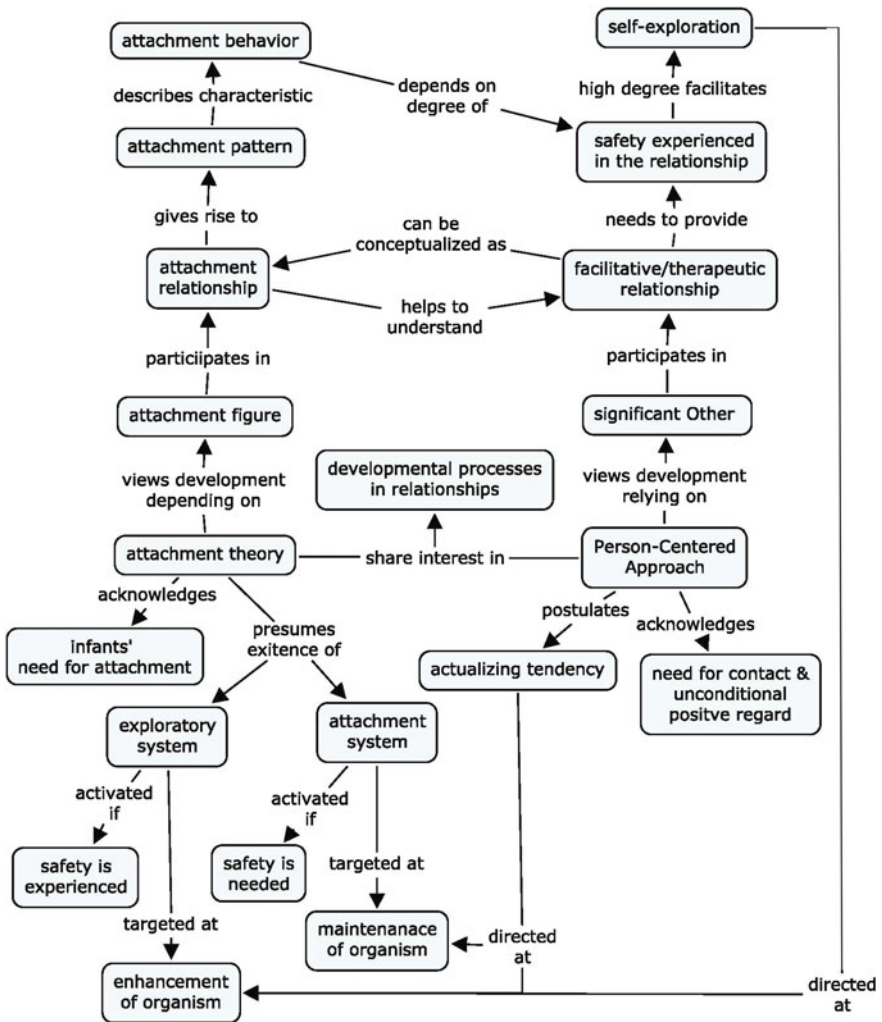 attachment behavior
self-exploration
describes characteristic
depends on
degree of
high degree facilitates
attachment pattern
safety experienced
in the relationship
gives rise to
can be
conceptualized as
needs to provide
attachment
relationship
facilitative/therapeutic
relationship
helps to
understand
particiipates in
participates in
attachment figure
significant Other
views development
depending on
developmental processes
in relationships
views development
relying on
attachment theory
share interest in
Person-Centered
Approach
acknowledges
postulates
acknowledges
infants'
need for attachment
presumes
exitence of
actualizing tendency
need for contact &
unconditional
positve regard
exploratory
system
attachment
system
activated
if
activated
if
safety is
experienced
safety is
needed
targeted at
targeted at
maintenanace
of organism
directed
at
enhancement
of organism
directed
at